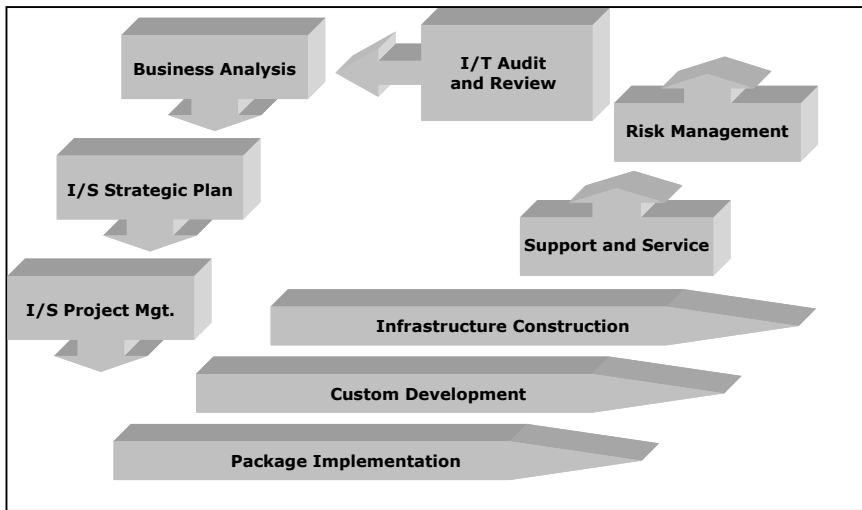 Business Analysis
I/T Audit
and Review
Risk Management
I/S Strategic Plan
Support and Service
I/S Project Mgt.
Infrastructure Construction
Custom Development
Package Implementation